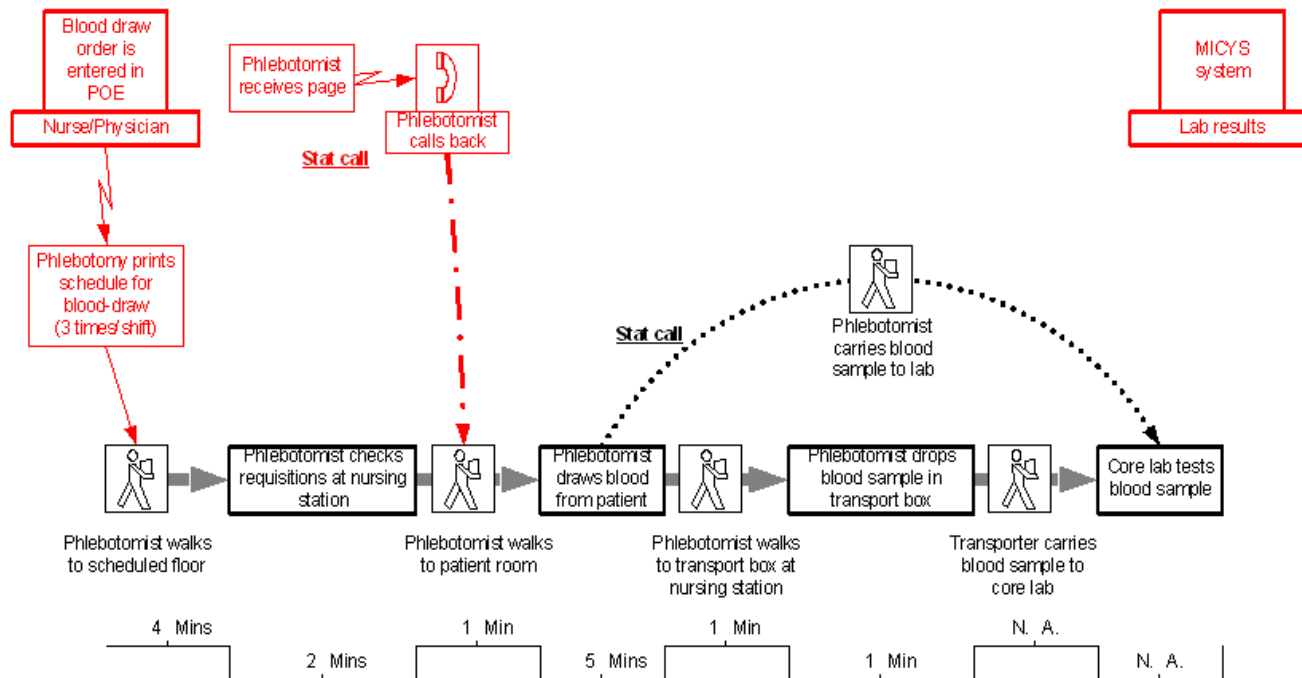 Blood draw
order is
entered in
POE
Nurse/Physician
Phlebotomist
receives page
Phlebotomist
calls back
Stat call
MICYS
system
Lab results
Phlebotomy prints
schedule for
blood-draw
(3 times/shift)
Stat call
Phlebotomist
carries blood
sample to lab
Phlebotomist checks
requisitions at nursing
station
Phlebotomist
draws blood
from patient
Phlebotomist drops
blood sample in
transport box
Core lab tests
blood sample
Phlebotomist walks
to scheduled floor
Phlebotomist walks
to patient room
Phlebotomist walks
to transport box at
nursing station
Transporter carries
blood sample to
core lab
4 Mins
1 Min
1 Min
N. A.
2 Mins
5 Mins
1 Min
N. A.